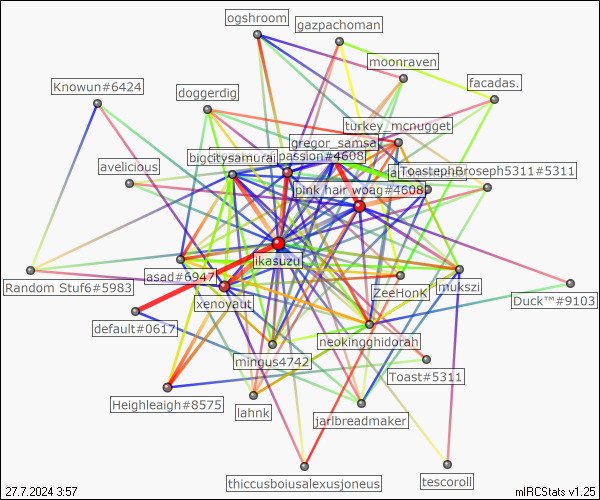 ogshroom
gazpachoman
moonraven
Knowun#6424
doggerdig
facadas.
turkey_mcnugget
gregor_samsa
passion#4608
bigcitysamurai
ToastephBroseph5311#5311
avelicious
pink hair woag#4608
ikasuzu
asad#6947
Random Stuf6#5983
xenoyaut
ZeeHonk
mukszi
Duck™#9103
default#0617
neokingghidorah
mingus4742
Toast#5311
Heighleaigh#8575
lahnk
jarlbreadmaker
thiccusboiusalexusjoneus
tescoroll
27.7.2024 3:57
mIRCStats v1.25